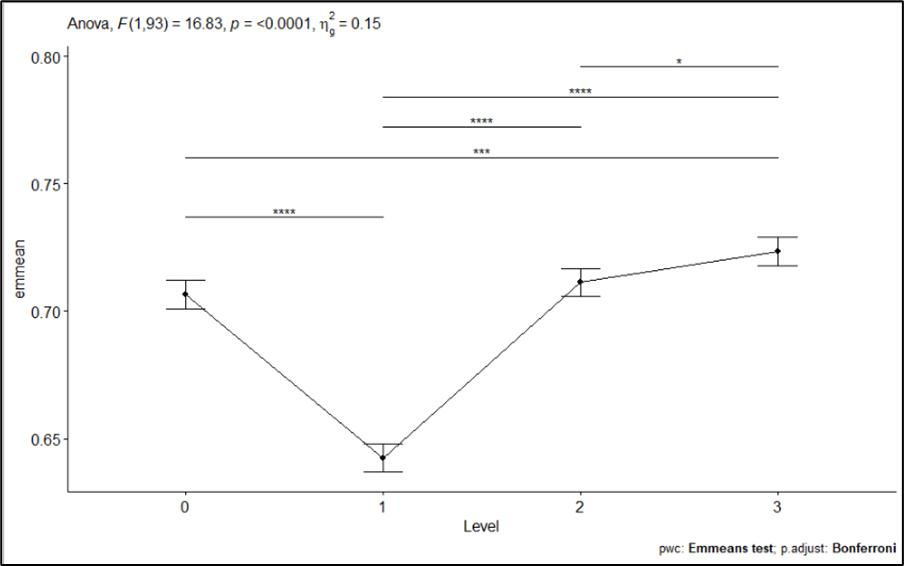 Anova, F(1,93) = 16.83, p = <0.0001, η²g = 0.15
0.80
*
****
****
***
0.75
****
emmean
0.70
0.65
0 1 2 3
Level
pwc: Emmeans test; p.adjust: Bonferroni